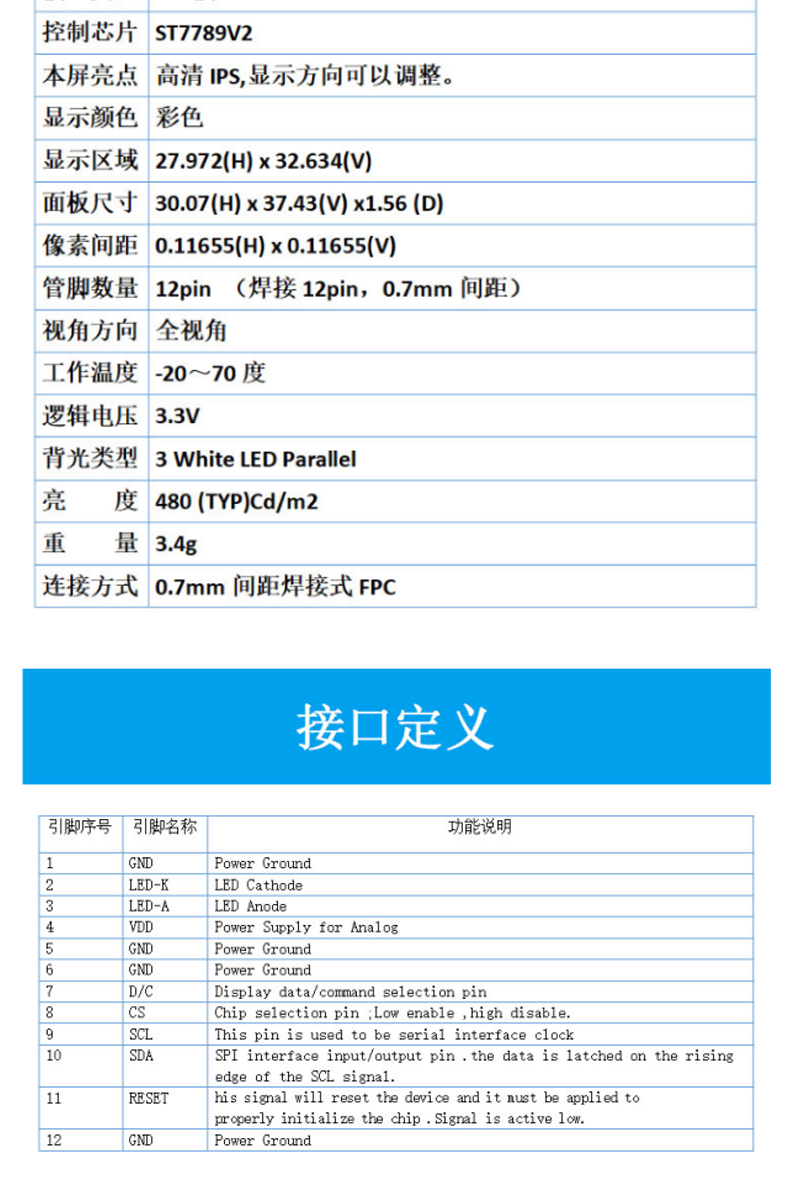 控制芯片 ST7789V2
本屏亮点 高清 IPS,显示方向可以调整。
显示颜色 彩色
显示区域 27.972(H) x 32.634(V)
面板尺寸 30.07(H) x 37.43(V) x1.56 (D)
像素间距 0.11655(H) x 0.11655(V)
管脚数量 12pin （焊接 12pin，0.7mm 间距）
视角方向 全视角
工作温度 -20～70 度
逻辑电压 3.3V
背光类型 3 White LED Parallel
亮 度 480 (TYP)Cd/m2
重 量 3.4g
连接方式 0.7mm 间距焊接式 FPC
接口定义
引脚序号 引脚名称 功能说明
1 GND Power Ground
2 LED-K LED Cathode
3 LED-A LED Anode
4 VDD Power Supply for Analog
5 GND Power Ground
6 GND Power Ground
7 D/C Display data/command selection pin
8 CS Chip selection pin ;Low enable ,high disable.
9 SCL This pin is used to be serial interface clock
10 SDA SPI interface input/output pin .the data is latched on the rising
edge of the SCL signal.
11 RESET his signal will reset the device and it must be applied to
properly initialize the chip .Signal is active low.
12 GND Power Ground